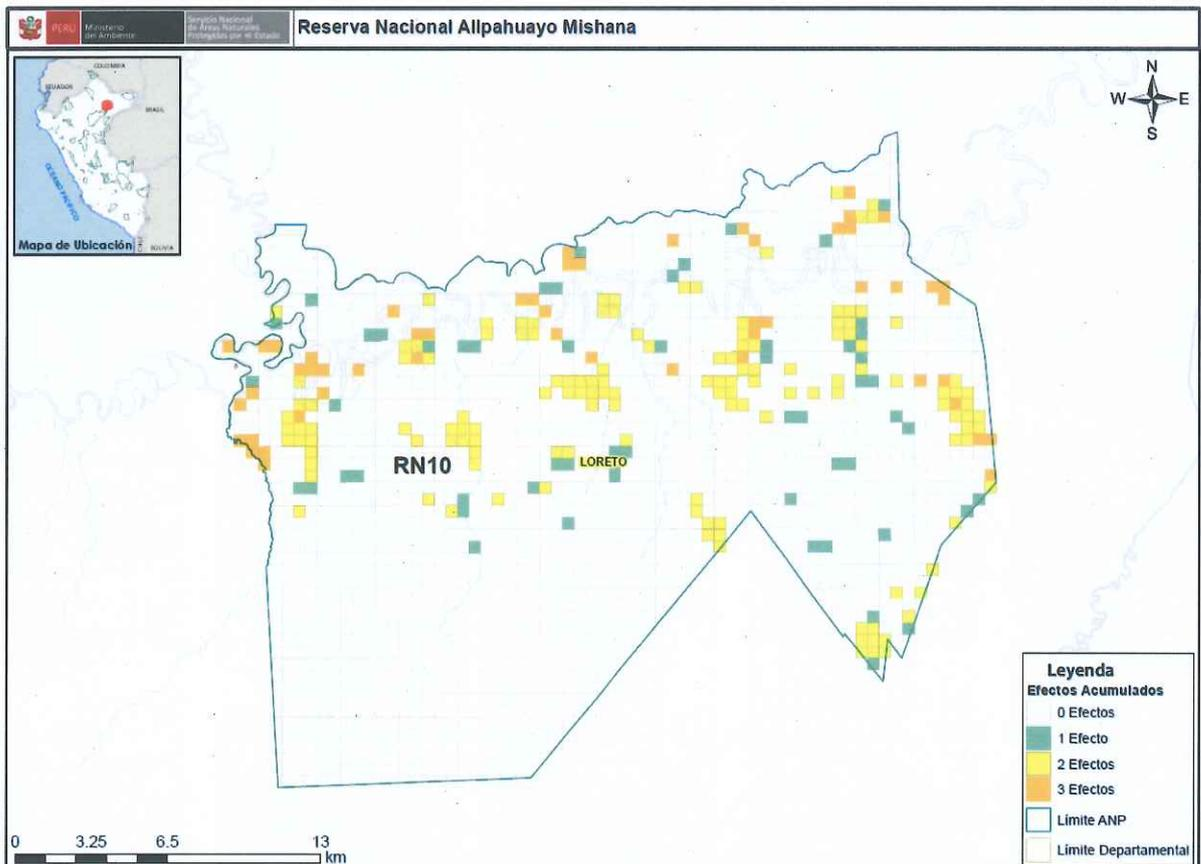 PERÚ
Ministerio
del Ambiente
Servicio Nacional
de Áreas Naturales
Protegidas por el Estado
Reserva Nacional Allpahuayo Mishana
COLOMBIA
ECUADOR
BRASIL
OCEANO PACIFICO
BOLIVIA
Mapa de Ubicación
N
W
E
S
RN10
LORETO
Leyenda
Efectos Acumulados
0 Efectos
1 Efecto
2 Efectos
3 Efectos
Límite ANP
Límite Departamental
0 3.25 6.5 13
km